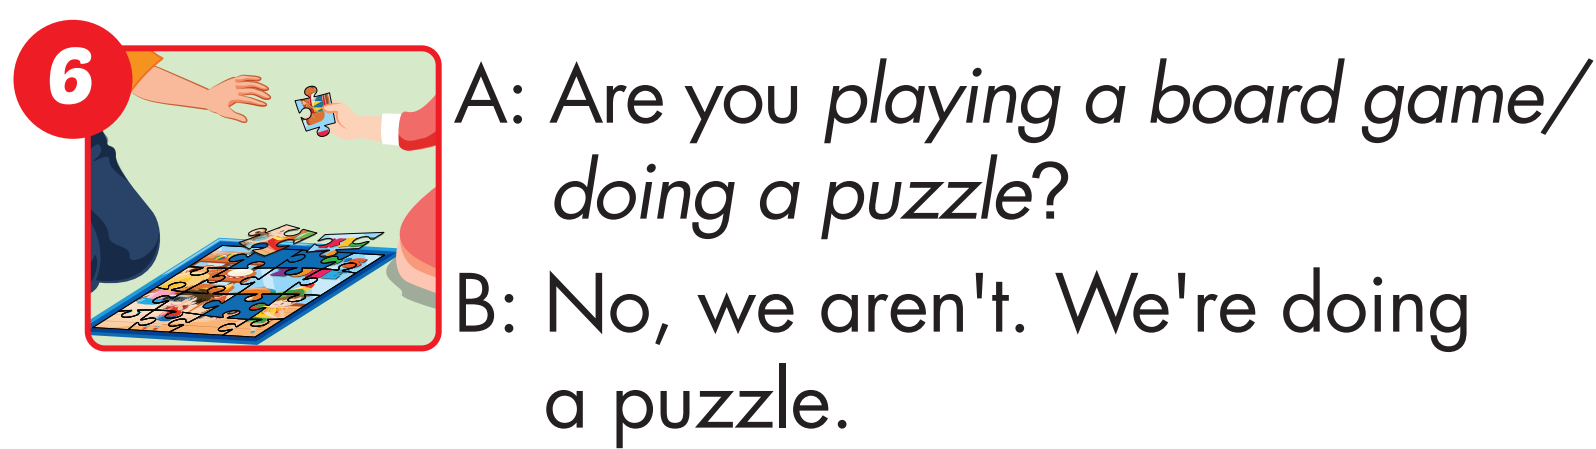 6
A: Are you playing a board game/
doing a puzzle?
B: No, we aren't. We're doing
a puzzle.